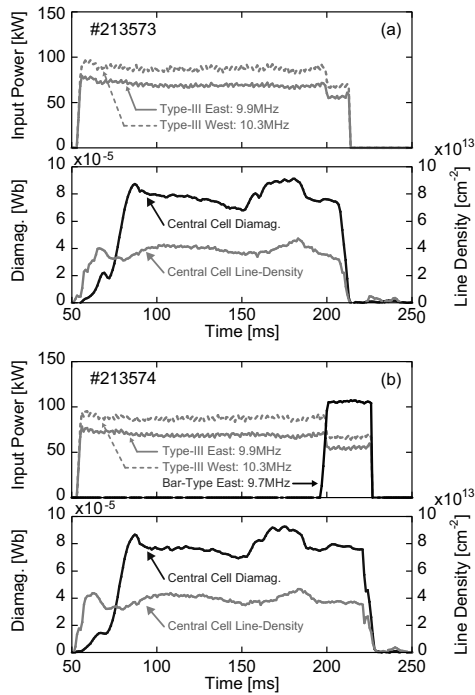 #213573
(a)
Input Power [kW]
150
100
50
0
Type-III East: 9.9MHz
Type-III West: 10.3MHz
x10^-5
x10^13
Diamag. [Wb]
10
8
6
4
2
0
Central Cell Diamag.
Central Cell Line-Density
10
8
6
4
2
0
Line Density [cm^-2]
50 100 150 200 250
Time [ms]
#213574
(b)
Input Power [kW]
150
100
50
0
Type-III East: 9.9MHz
Type-III West: 10.3MHz
Bar-Type East: 9.7MHz
x10^-5
x10^13
Diamag. [Wb]
10
8
6
4
2
0
Central Cell Diamag.
Central Cell Line-Density
10
8
6
4
2
0
Line Density [cm^-2]
50 100 150 200 250
Time [ms]